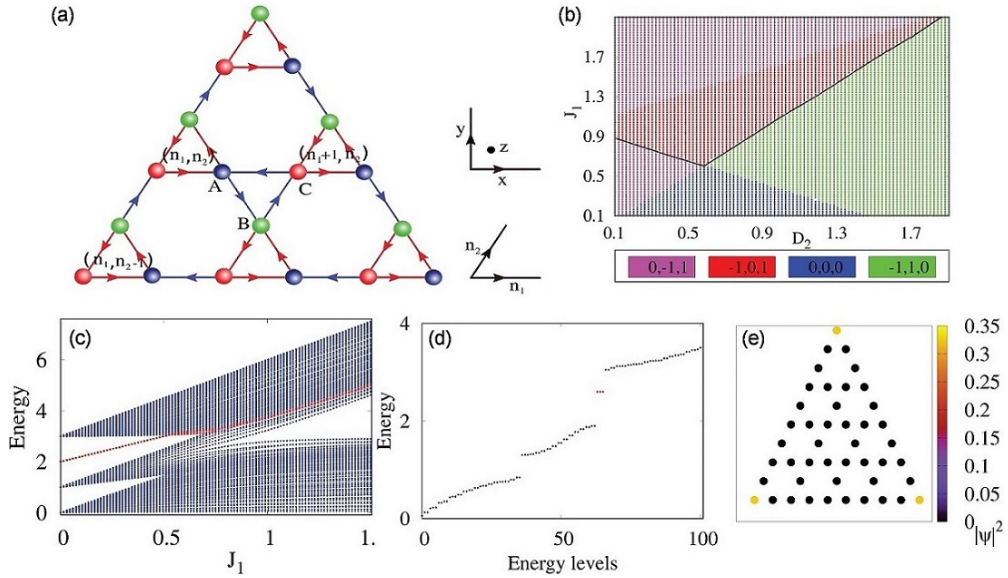 (a)
(n₁,n₂)
(n₁+1, n₂)
A
C
B
(n₁,n₂-1)
y
z
x
n₂
n₁
(b)
J₁
1.7
1.3
0.9
0.5
0.1
0.1 0.5 0.9 1.3 1.7
D₂
0,-1,1 -1,0,1 0,0,0 -1,1,0
(c)
Energy
6
4
2
0
0 0.5 1 1.
J₁
(d)
Energy
4
2
0
0 50 100
Energy levels
(e)
0.35
0.3
0.25
0.2
0.15
0.1
0.05
0
|ψ|²